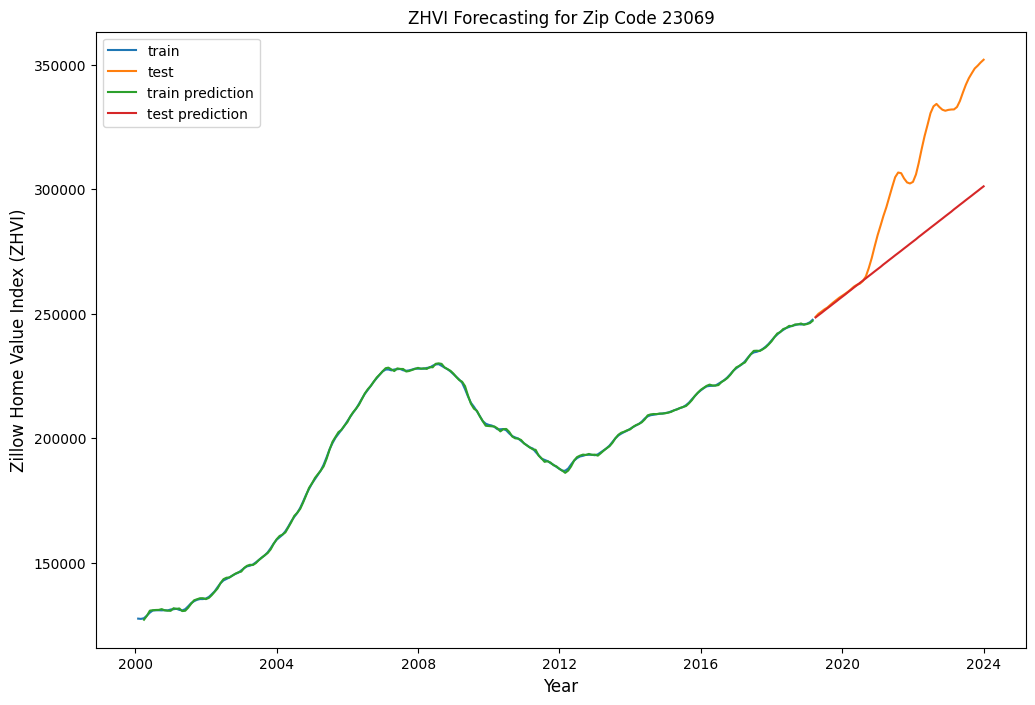 ZHVI Forecasting for Zip Code 23069
train
test
train prediction
test prediction
Zillow Home Value Index (ZHVI)
350000
300000
250000
200000
150000
2000 2004 2008 2012 2016 2020 2024
Year